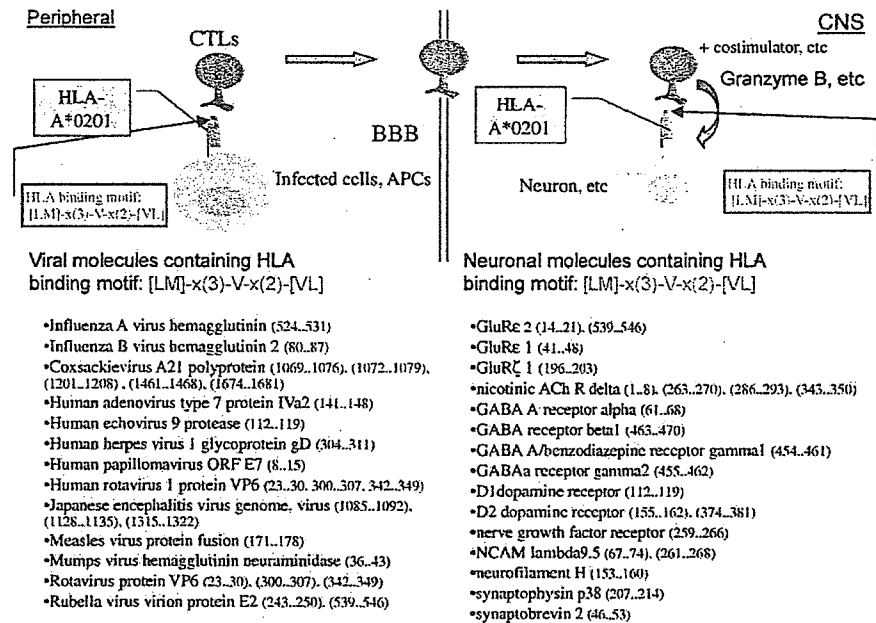 Peripheral
CNS
CTLs
+ costimulator, etc
Granzyme B, etc
HLA-
A*0201
HLA-
A*0201
BBB
Infected cells, APCs
Neuron, etc
HLA binding motif:
[LM]-x(3)-V-x(2)-[VL]
HLA binding motif:
[LM]-x(3)-V-x(2)-[VL]
Viral molecules containing HLA
binding motif: [LM]-x(3)-V-x(2)-[VL]
•Influenza A virus hemagglutinin (524..531)
•Influenza B virus hemagglutinin 2 (80..87)
•Coxsackievirus A21 polyprotein (1069..1076), (1072..1079),
(1201..1208), (1461..1468), (1674..1681)
•Human adenovirus type 7 protein IVa2 (141..148)
•Human echovirus 9 protease (112..119)
•Human herpes virus 1 glycoprotein gD (304..311)
•Human papillomavirus ORF E7 (8..15)
•Human rotavirus 1 protein VP6 (23..30, 300..307, 342..349)
•Japanese encephalitis virus genome, virus (1085..1092),
(1128..1135), (1315..1322)
•Measles virus protein fusion (171..178)
•Mumps virus hemagglutinin neuraminidase (36..43)
•Rotavirus protein VP6 (23..30), (300..307), (342..349)
•Rubella virus virion protein E2 (243..250), (539..546)
Neuronal molecules containing HLA
binding motif: [LM]-x(3)-V-x(2)-[VL]
•GluRε 2 (14..21), (539..546)
•GluRε 1 (41..48)
•GluRζ 1 (196..203)
•nicotinic ACh R delta (1..8), (263..270), (286..293), (343..350)
•GABA A receptor alpha (61..68)
•GABA receptor beta1 (463..470)
•GABA A/benzodiazepine receptor gamma1 (454..461)
•GABAa receptor gamma2 (455..462)
•D1dopamine receptor (112..119)
•D2 dopamine receptor (155..162), (374..381)
•nerve growth factor receptor (259..266)
•NCAM lambda9.5 (67..74), (261..268)
•neurofilament H (153..160)
•synaptophysin p38 (207..214)
•synaptobrevin 2 (46..53)